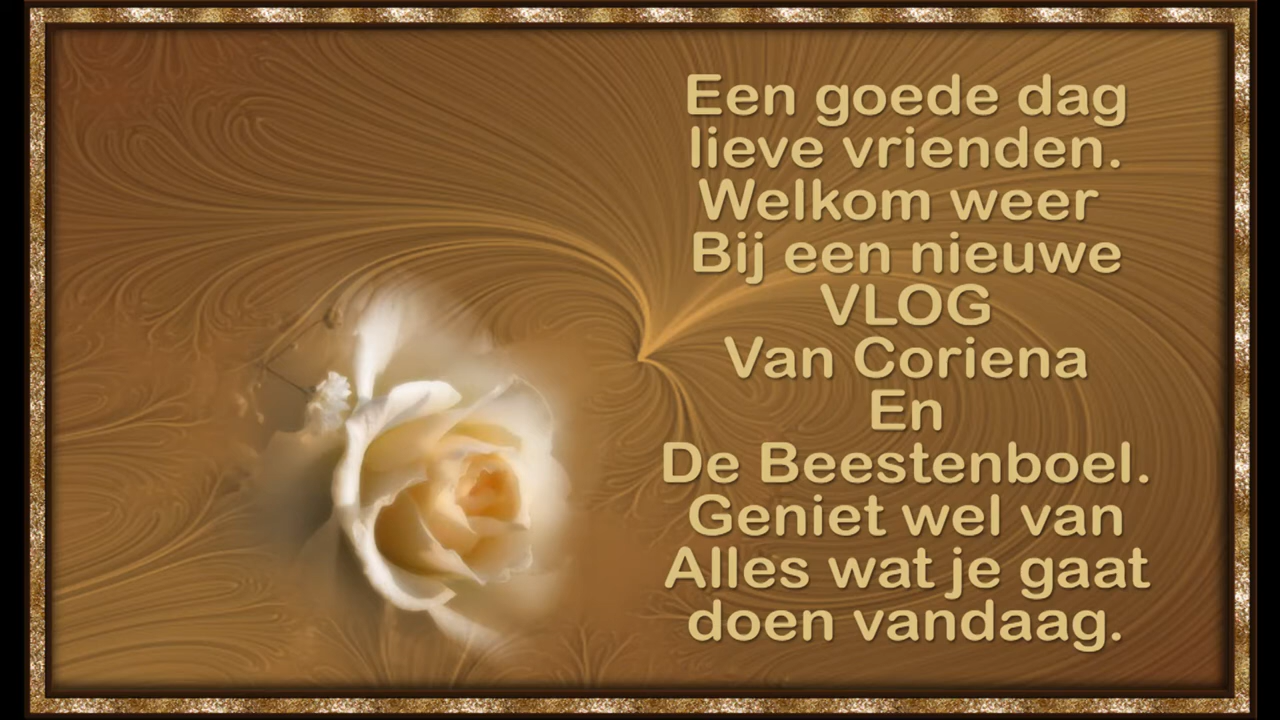 Een goede dag
lieve vrienden.
Welkom weer
Bij een nieuwe
VLOG
Van Coriena
En
De Beestenboel.
Geniet wel van
Alles wat je gaat
doen vandaag.